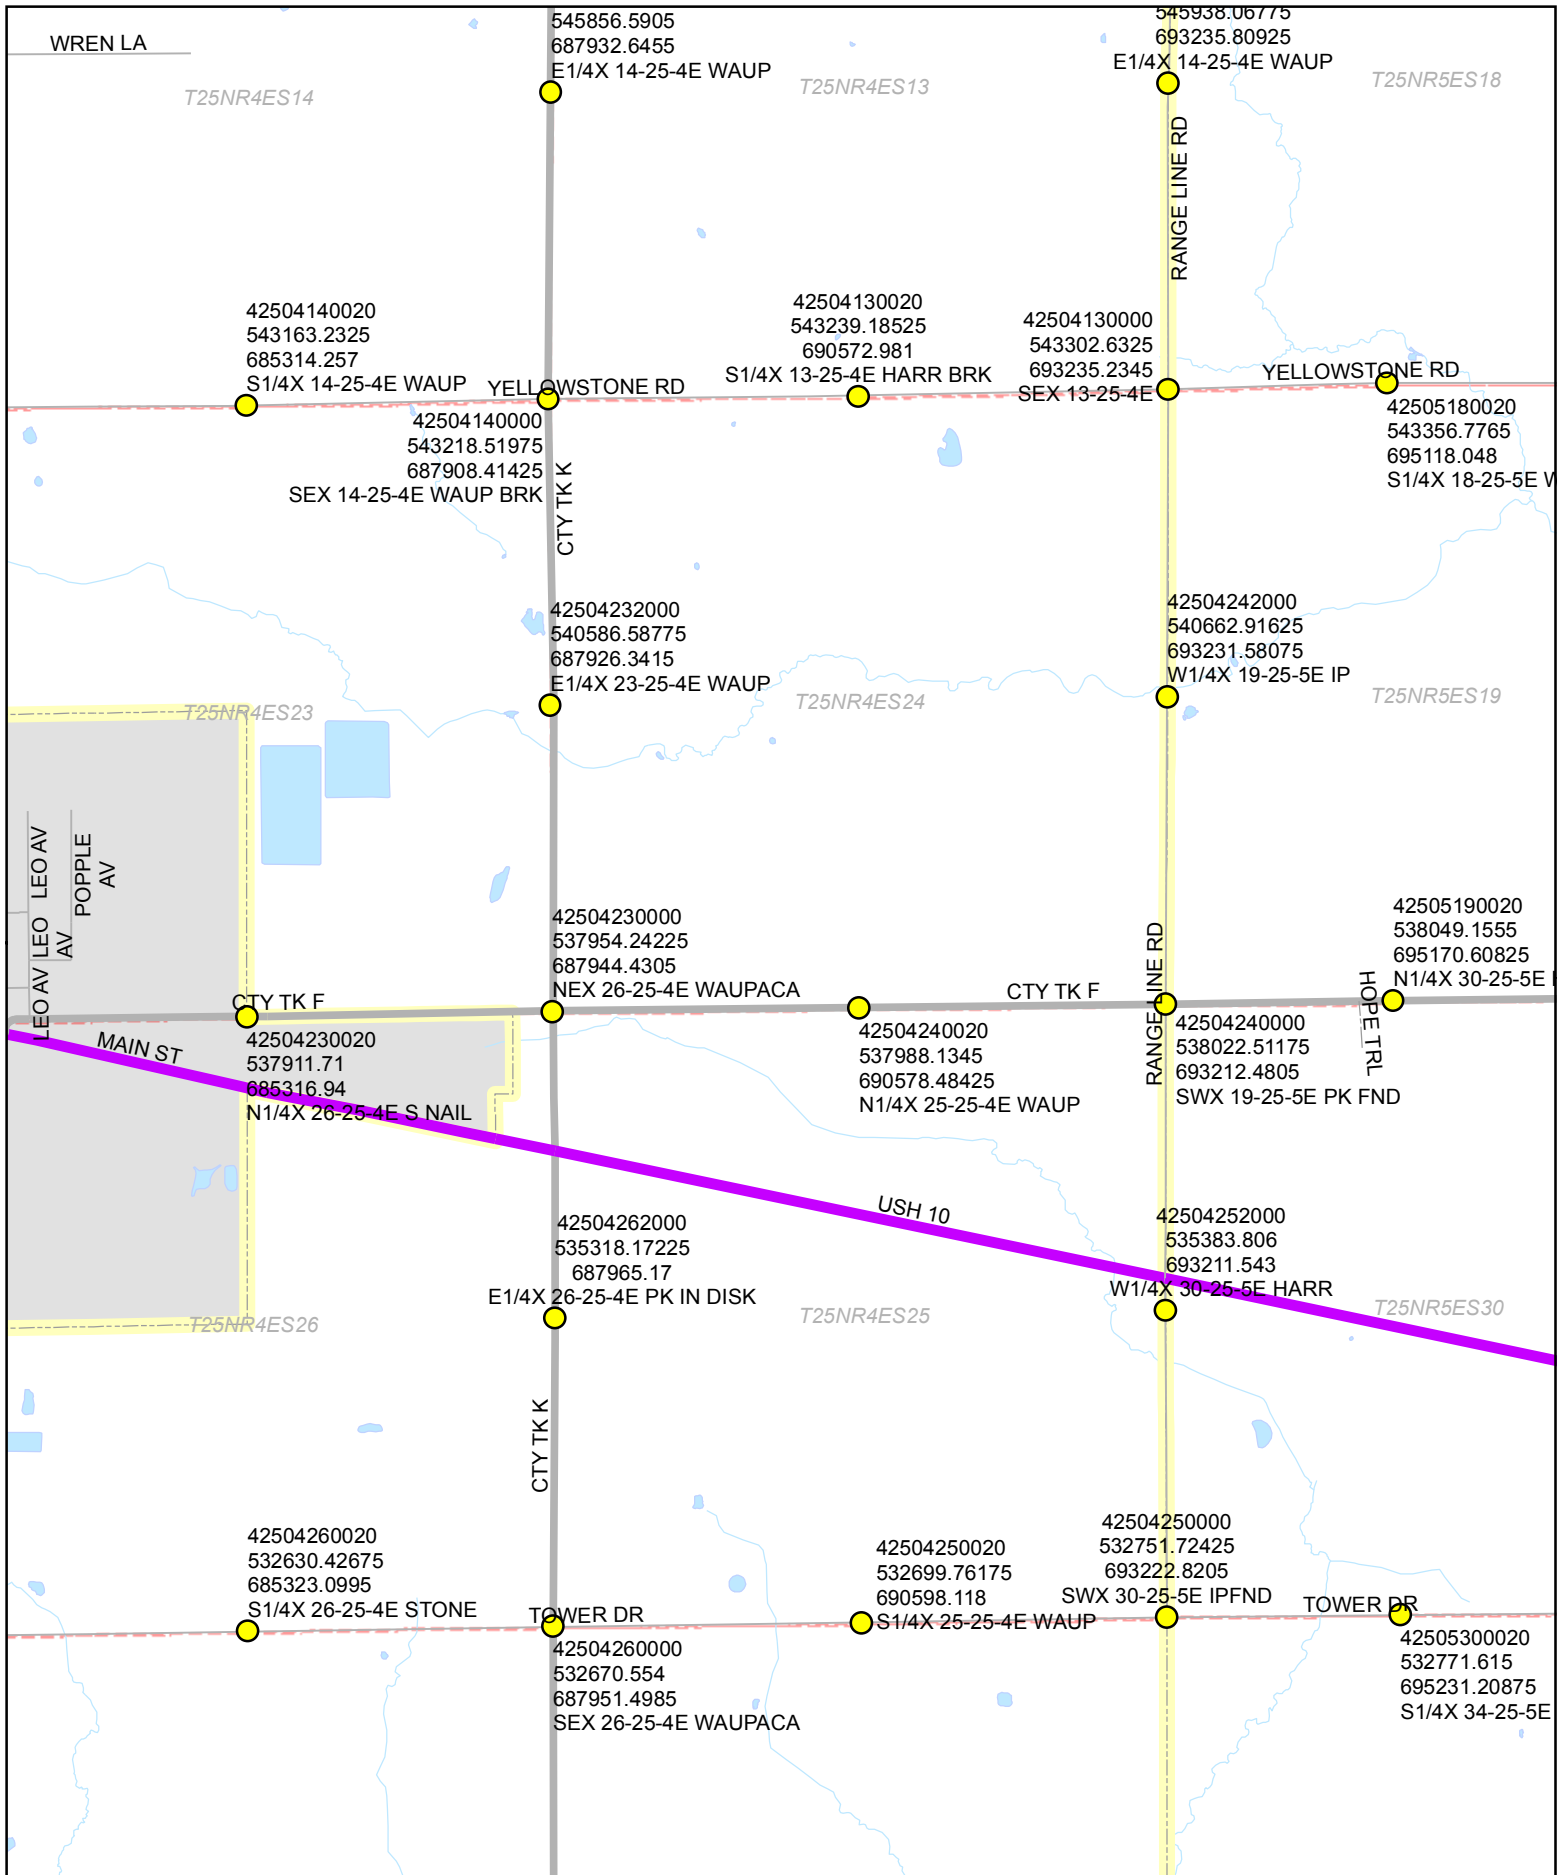 545856.5905
687932.6455
E1/4X 14-25-4E WAUP
545938.06775
693235.80925
E1/4X 14-25-4E WAUP
WREN LA
T25NR4ES14
T25NR4ES13
T25NR5ES18
RANGE LINE RD
42504140020
543163.2325
685314.257
S1/4X 14-25-4E WAUP
YELLOWSTONE RD
42504130020
543239.18525
690572.981
S1/4X 13-25-4E HARR BRK
42504130000
543302.6325
693235.2345
SEX 13-25-4E
YELLOWSTONE RD
42504140000
543218.51975
687908.41425
SEX 14-25-4E WAUP BRK
42505180020
543356.7765
695118.048
S1/4X 18-25-5E W
CTY TK K
42504232000
540586.58775
687926.3415
E1/4X 23-25-4E WAUP
42504242000
540662.91625
693231.58075
W1/4X 19-25-5E IP
T25NR4ES23
T25NR4ES24
T25NR5ES19
LEO AV
POPPLE
AV
LEO
AV
LEO AV
42504230000
537954.24225
687944.4305
NEX 26-25-4E WAUPACA
42505190020
538049.1555
695170.60825
N1/4X 30-25-5E
RANGE LINE RD
CTY TK F
CTY TK F
HOPE TRL
42504230020
537911.71
685316.94
N1/4X 26-25-4E S NAIL
MAIN ST
42504240020
537988.1345
690578.48425
N1/4X 25-25-4E WAUP
42504240000
538022.51175
693212.4805
SWX 19-25-5E PK FND
USH 10
42504262000
535318.17225
687965.17
E1/4X 26-25-4E PK IN DISK
42504252000
535383.806
693211.543
W1/4X 30-25-5E HARR
T25NR4ES26
T25NR4ES25
T25NR5ES30
CTY TK K
42504260020
532630.42675
685323.0995
S1/4X 26-25-4E STONE
TOWER DR
42504250020
532699.76175
690598.118
S1/4X 25-25-4E WAUP
42504250000
532751.72425
693222.8205
SWX 30-25-5E IPFND
TOWER DR
42504260000
532670.554
687951.4985
SEX 26-25-4E WAUPACA
42505300020
532771.615
695231.20875
S1/4X 34-25-5E